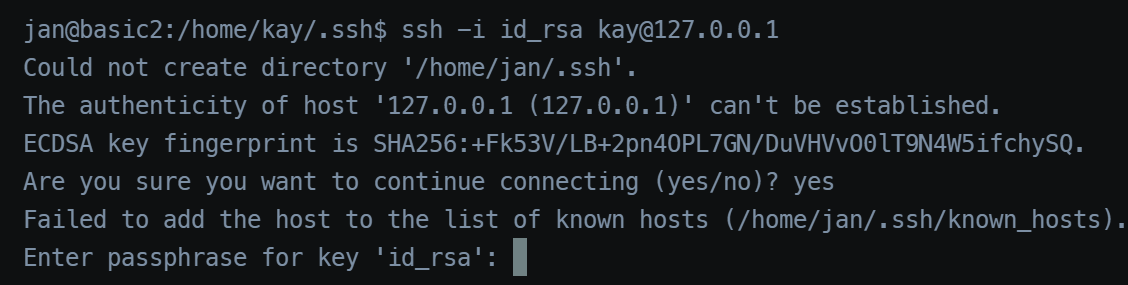 jan@basic2:/home/kay/.ssh$ ssh -i id_rsa kay@127.0.0.1
Could not create directory '/home/jan/.ssh'.
The authenticity of host '127.0.0.1 (127.0.0.1)' can't be established.
ECDSA key fingerprint is SHA256:+Fk53V/LB+2pn4OPL7GN/DuVHVvO0lT9N4W5ifchySQ.
Are you sure you want to continue connecting (yes/no)? yes
Failed to add the host to the list of known hosts (/home/jan/.ssh/known_hosts).
Enter passphrase for key 'id_rsa':